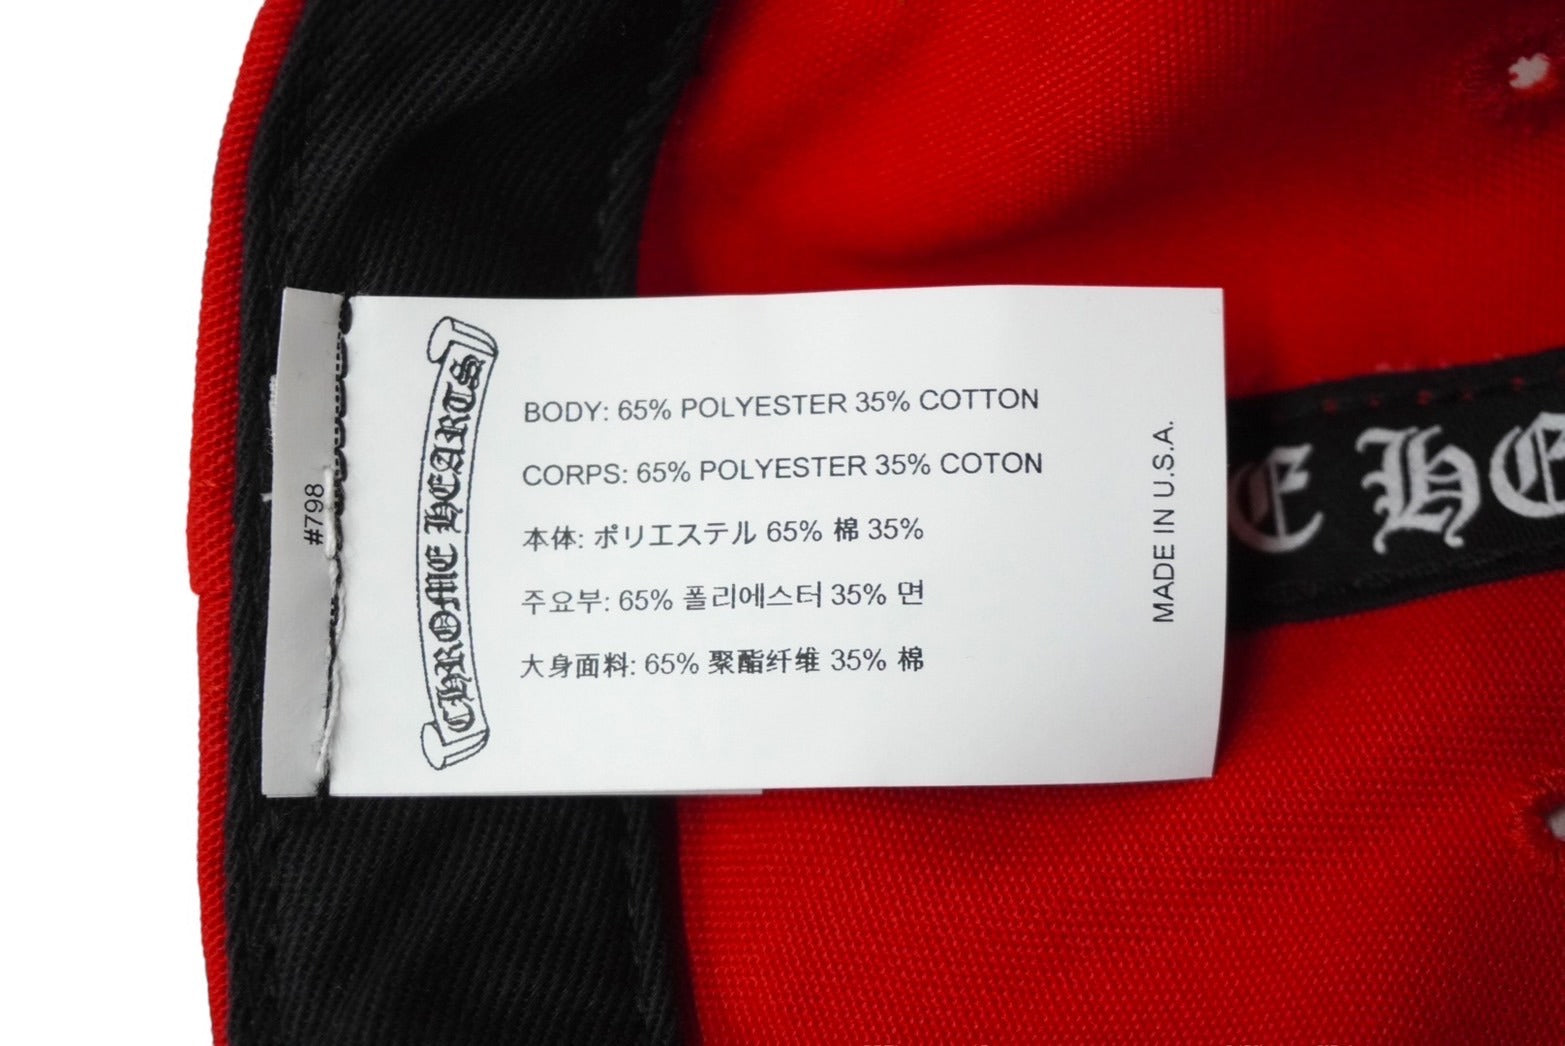 #798
CHROME HEARTS
BODY: 65% POLYESTER 35% COTTON
CORPS: 65% POLYESTER 35% COTON
本体: ポリエステル 65% 棉 35%
주요부: 65% 폴리에스터 35% 면
大身面料: 65% 聚酯纤维 35% 棉
MADE IN U.S.A.
E HE